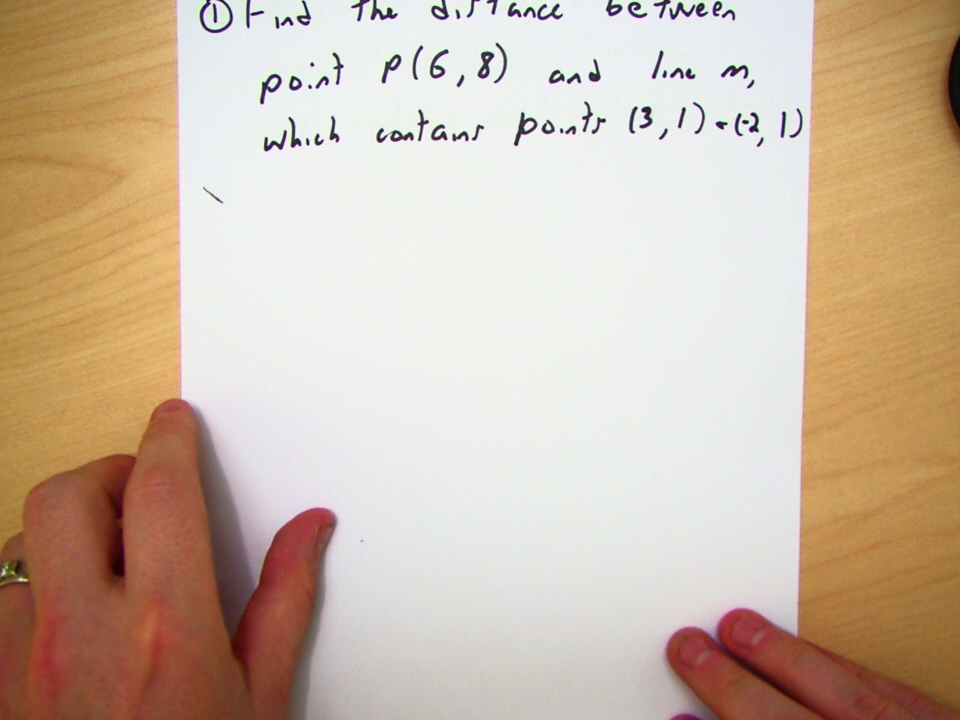 ① Find the distance between
point P(6, 8) and line m,
which contains points (3, 1) - (-2, 1)